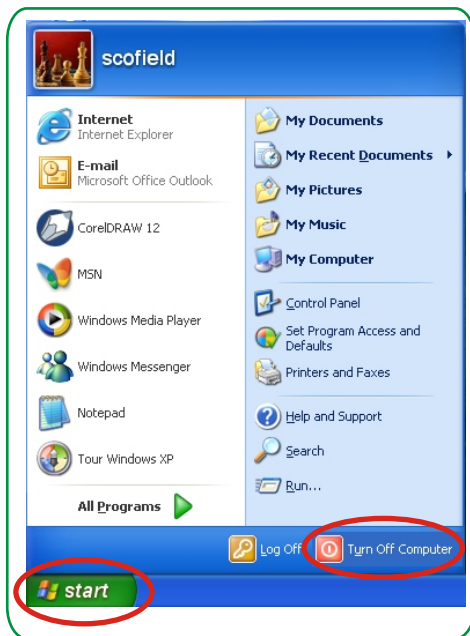 scofield
Internet
Internet Explorer
E-mail
Microsoft Office Outlook
CorelDRAW 12
MSN
Windows Media Player
Windows Messenger
Notepad
Tour Windows XP
All Programs
My Documents
My Recent Documents
My Pictures
My Music
My Computer
Control Panel
Set Program Access and
Defaults
Printers and Faxes
Help and Support
Search
Run...
Log Off
Turn Off Computer
start